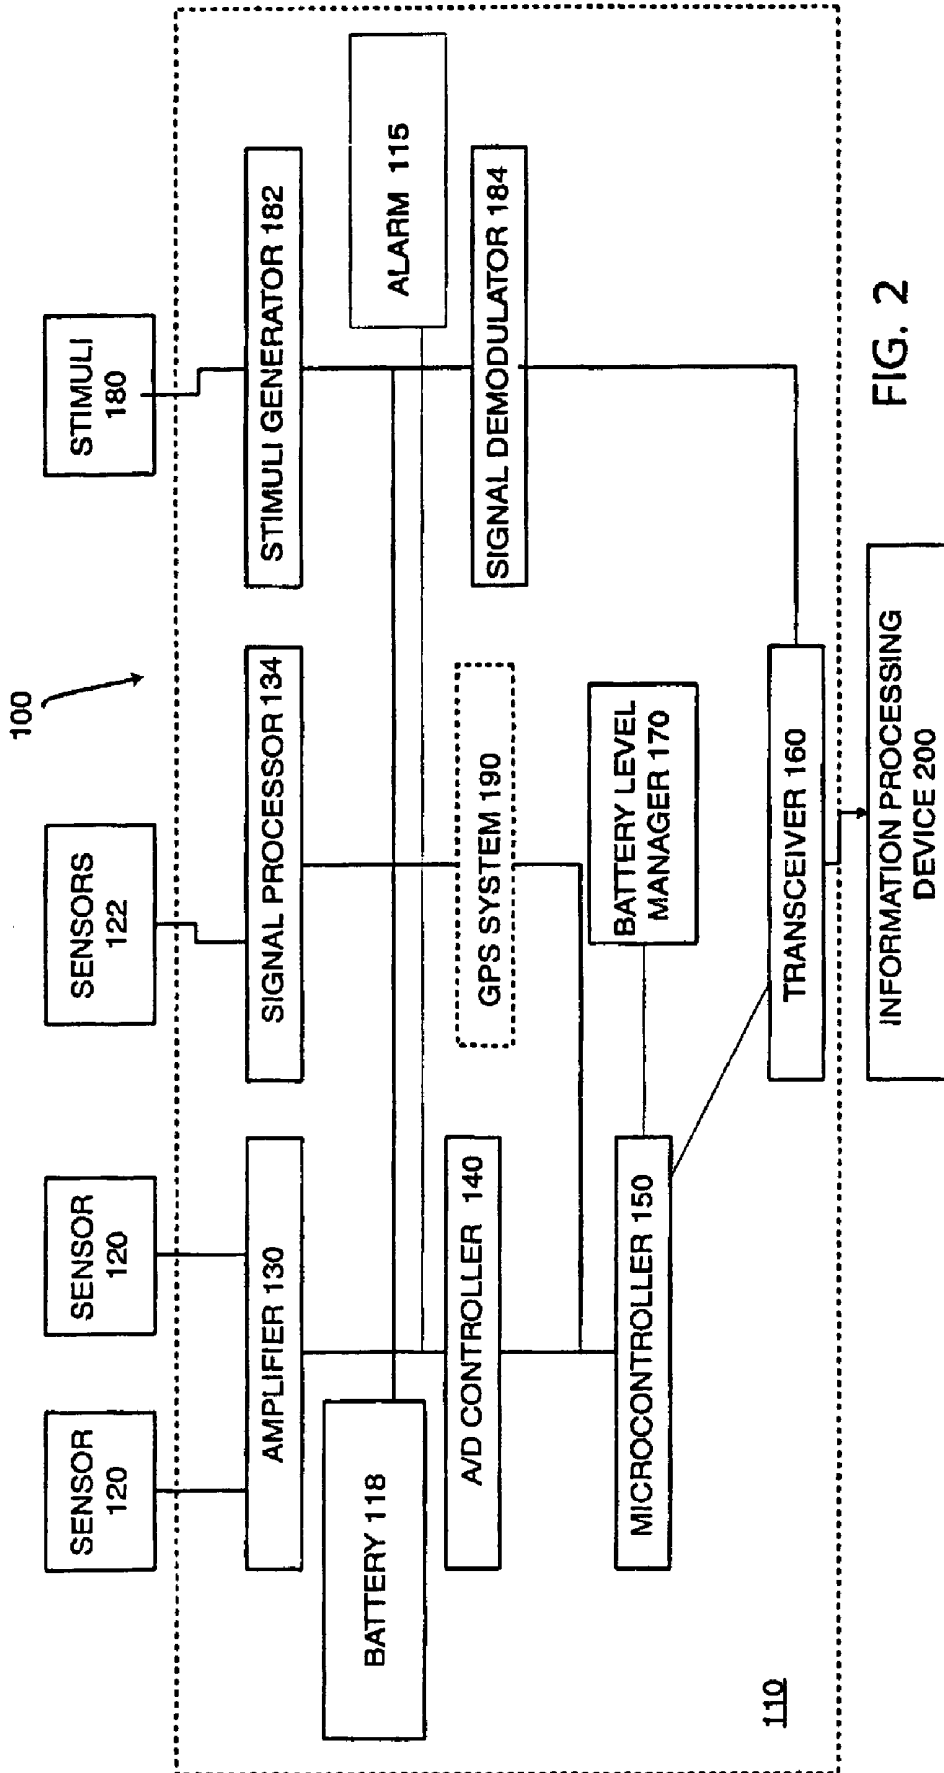 100
SENSOR
120
SENSOR
120
SENSORS
122
STIMULI
180
AMPLIFIER 130
SIGNAL PROCESSOR 134
STIMULI GENERATOR 182
BATTERY 118
ALARM 115
A/D CONTROLLER 140
GPS SYSTEM 190
SIGNAL DEMODULATOR 184
MICROCONTROLLER 150
BATTERY LEVEL
MANAGER 170
110
TRANSCEIVER 160
INFORMATION PROCESSING
DEVICE 200
FIG. 2